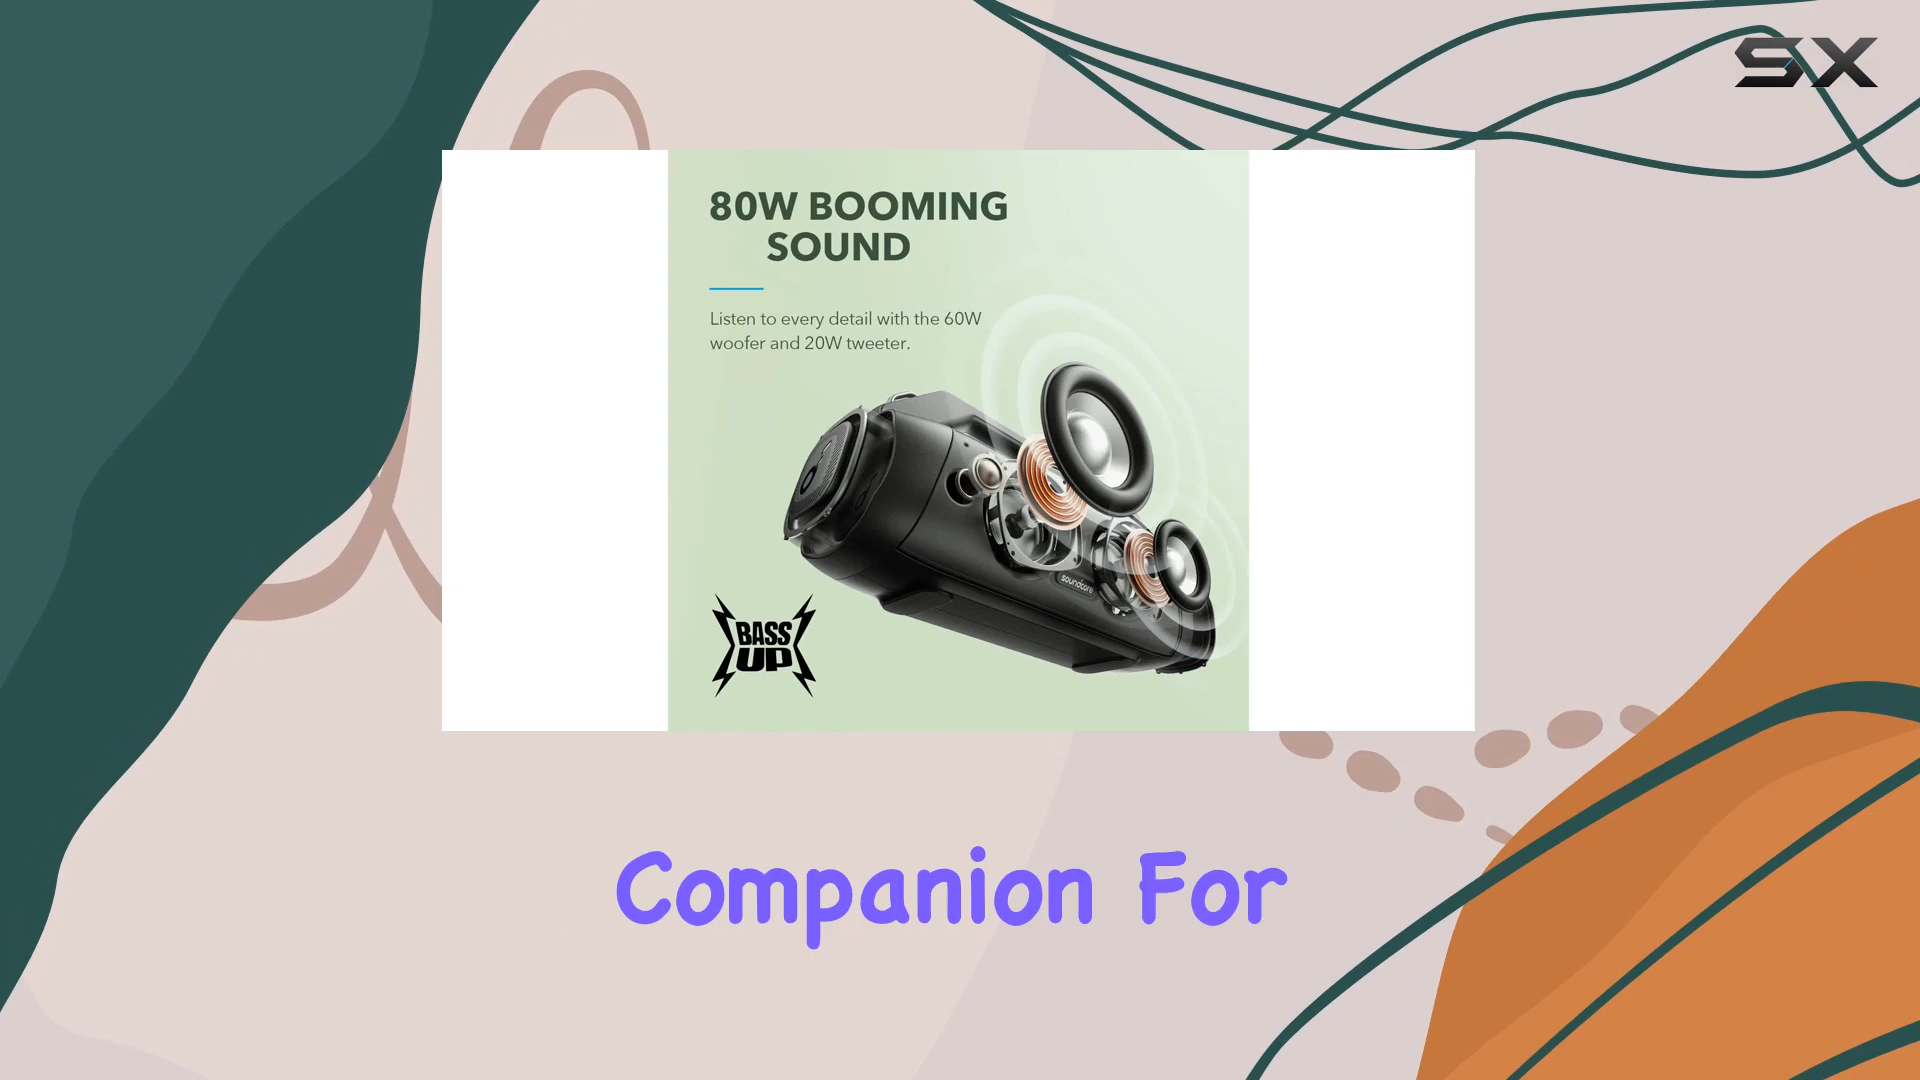 SX
80W BOOMING
SOUND
Listen to every detail with the 60W
woofer and 20W tweeter.
soundcore
BASS
UP
Companion For